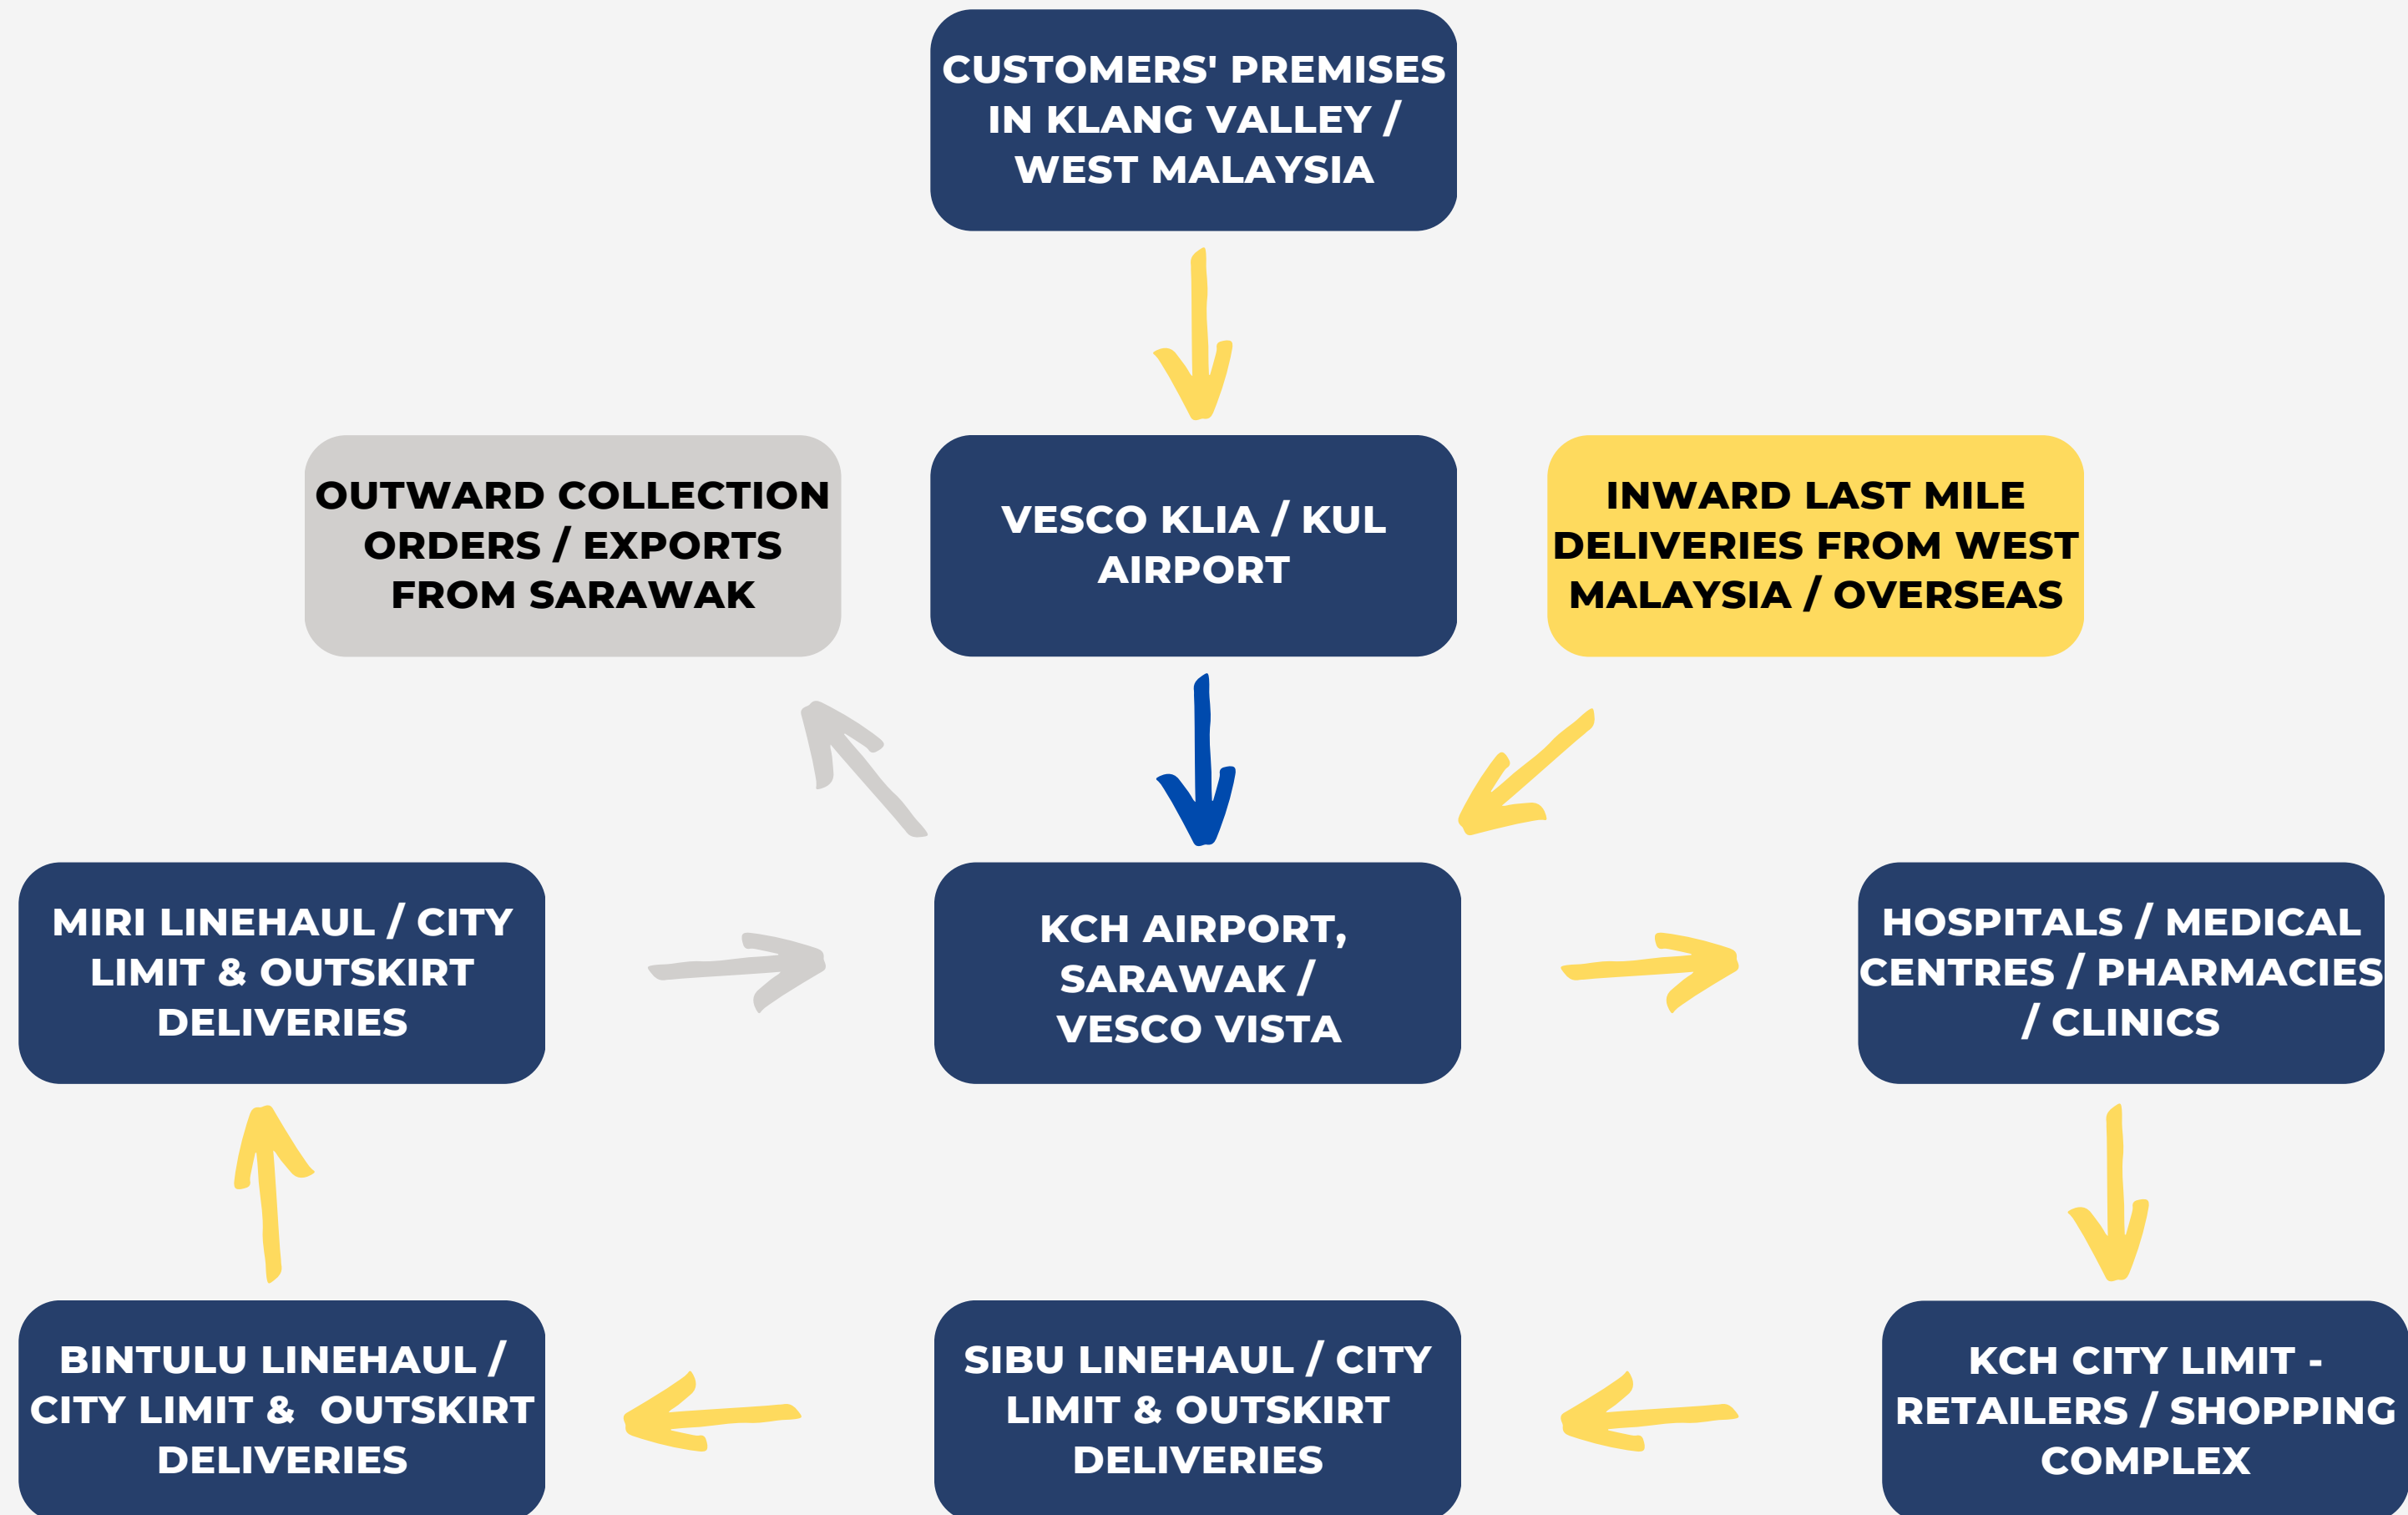 CUSTOMERS' PREMISES
IN KLANG VALLEY /
WEST MALAYSIA
OUTWARD COLLECTION
ORDERS / EXPORTS
FROM SARAWAK
VESCO KLIA / KUL
AIRPORT
INWARD LAST MILE
DELIVERIES FROM WEST
MALAYSIA / OVERSEAS
MIRI LINEHAUL / CITY
LIMIT & OUTSKIRT
DELIVERIES
KCH AIRPORT,
SARAWAK /
VESCO VISTA
HOSPITALS / MEDICAL
CENTRES / PHARMACIES
/ CLINICS
BINTULU LINEHAUL /
CITY LIMIT & OUTSKIRT
DELIVERIES
SIBU LINEHAUL / CITY
LIMIT & OUTSKIRT
DELIVERIES
KCH CITY LIMIT -
RETAILERS / SHOPPING
COMPLEX